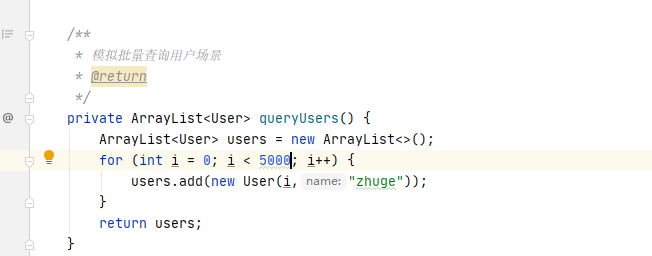 /**
 * 模拟批量查询用户场景
 * @return
 */
@ private ArrayList<User> queryUsers() {
ArrayList<User> users = new ArrayList<>();
for (int i = 0; i < 5000; i++) {
users.add(new User(i, name: "zhuge"));
}
return users;
}